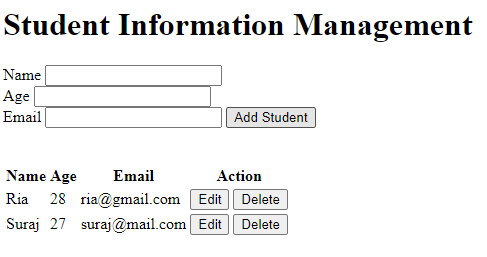 Student Information Management
Name
Age
Email Add Student
Name Age Email Action
Ria 28 ria@gmail.com Edit Delete
Suraj 27 suraj@mail.com Edit Delete